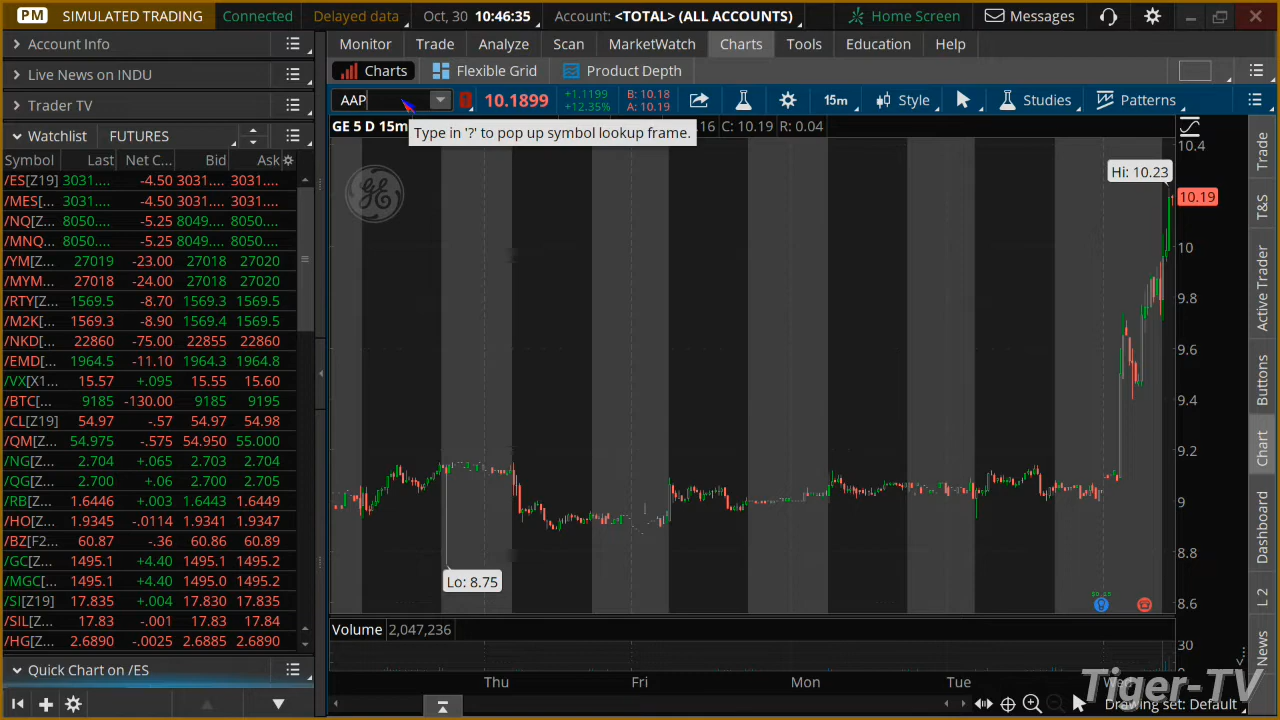 PM SIMULATED TRADING Connected Delayed data Oct, 30 10:46:35 Account: <TOTAL> (ALL ACCOUNTS) Home Screen Messages
Account Info
Live News on INDU
Trader TV
Watchlist FUTURES
Symbol Last Net C... Bid Ask
/ES[Z19] 3031.... -4.50 3031.... 3031....
/MES[... 3031.... -4.50 3031.... 3031....
/NQ[Z... 8050.... -5.25 8049.... 8050....
/MNQ... 8050.... -5.25 8049.... 8050....
/YM[Z... 27019 -23.00 27018 27020
/MYM... 27018 -24.00 27018 27020
/RTY[Z... 1569.5 -8.70 1569.3 1569.5
/M2K[... 1569.3 -8.90 1569.4 1569.5
/NKD[... 22860 -75.00 22855 22860
/EMD[... 1964.5 -11.10 1964.3 1964.8
/VX[X1... 15.57 +.095 15.55 15.60
/BTC[... 9185 -130.00 9185 9195
/CL[Z19] 54.97 -.57 54.97 54.98
/QM[Z... 54.975 -.575 54.950 55.000
/NG[Z... 2.704 +.065 2.703 2.704
/QG[Z... 2.700 +.06 2.700 2.705
/RB[Z... 1.6446 +.003 1.6443 1.6449
/HO[Z... 1.9345 -.0114 1.9341 1.9347
/BZ[F2... 60.87 -.36 60.86 60.89
/GC[Z... 1495.1 +4.40 1495.1 1495.2
/MGC[... 1495.1 +4.40 1495.0 1495.2
/SI[Z19] 17.835 +.004 17.830 17.835
/SIL[Z... 17.83 -.001 17.83 17.84
/HG[Z... 2.6890 -.0025 2.6885 2.6890
Quick Chart on /ES
Monitor Trade Analyze Scan MarketWatch Charts Tools Education Help
Charts Flexible Grid Product Depth
AAP 10.1899 +1.1199 B: 10.18 15m Style Studies Patterns
+12.35% A: 10.19
GE 5 D 15m 16 C: 10.19 R: 0.04
Type in '?' to pop up symbol lookup frame.
GE
Hi: 10.23
Lo: 8.75
10.4
10.19
10
9.8
9.6
9.4
9.2
9
8.8
8.6
Volume 2,047,236
30
Thu Fri Mon Tue
Drawing set: Default
Trade
T&S
Active Trader
Buttons
Chart
Dashboard
L 2
News
Tiger-TV